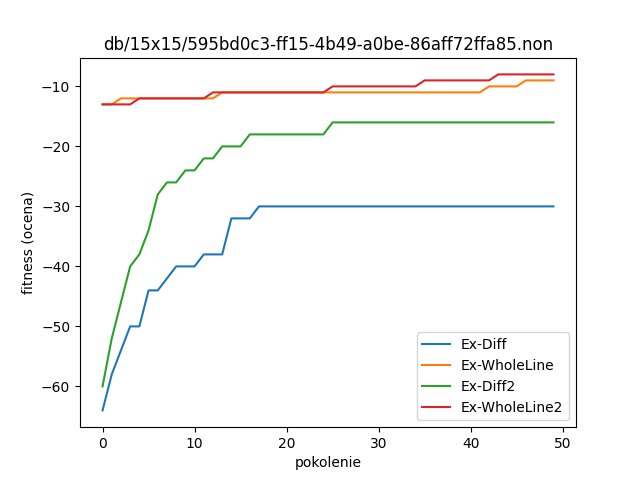 db/15x15/595bd0c3-ff15-4b49-a0be-86aff72ffa85.non
fitness (ocena)
−10
−20
−30
−40
−50
−60
Ex-Diff
Ex-WholeLine
Ex-Diff2
Ex-WholeLine2
0 10 20 30 40 50
pokolenie